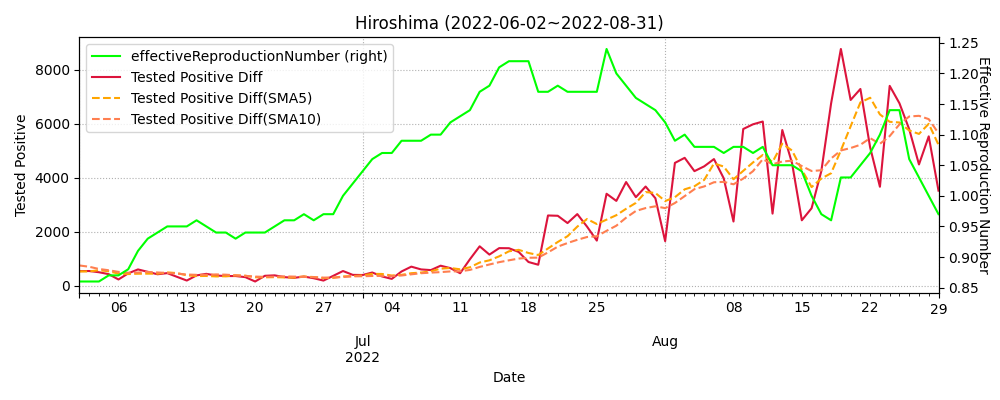 Hiroshima (2022-06-02~2022-08-31)
effectiveReproductionNumber (right)
Tested Positive Diff
Tested Positive Diff(SMA5)
Tested Positive Diff(SMA10)
Tested Positive
8000
6000
4000
2000
0
1.25
1.20
1.15
1.10
1.05
1.00
0.95
0.90
0.85
Effective Reproduction Number
06 13 20 27 04 11 18 25 08 15 22 29
Jul Aug
2022
Date